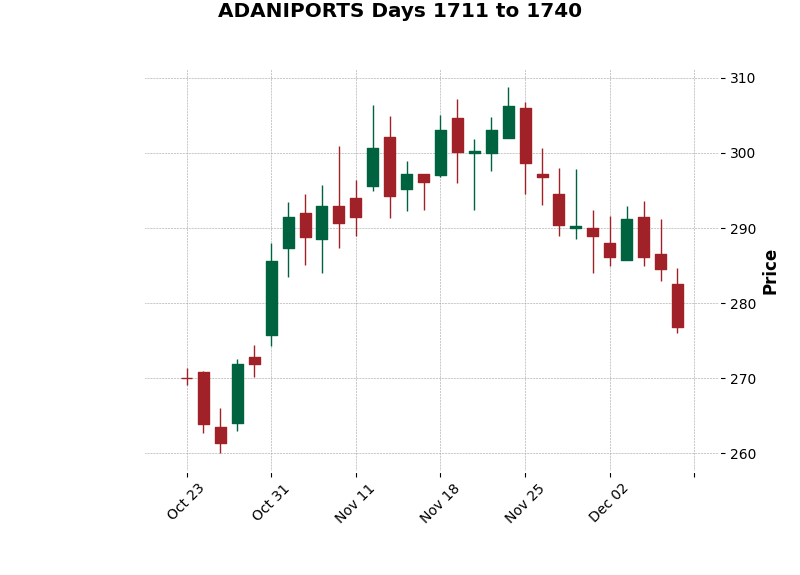 ADANIPORTS Days 1711 to 1740
310
300
290
280
270
260
Price
Oct 23
Oct 31
Nov 11
Nov 18
Nov 25
Dec 02